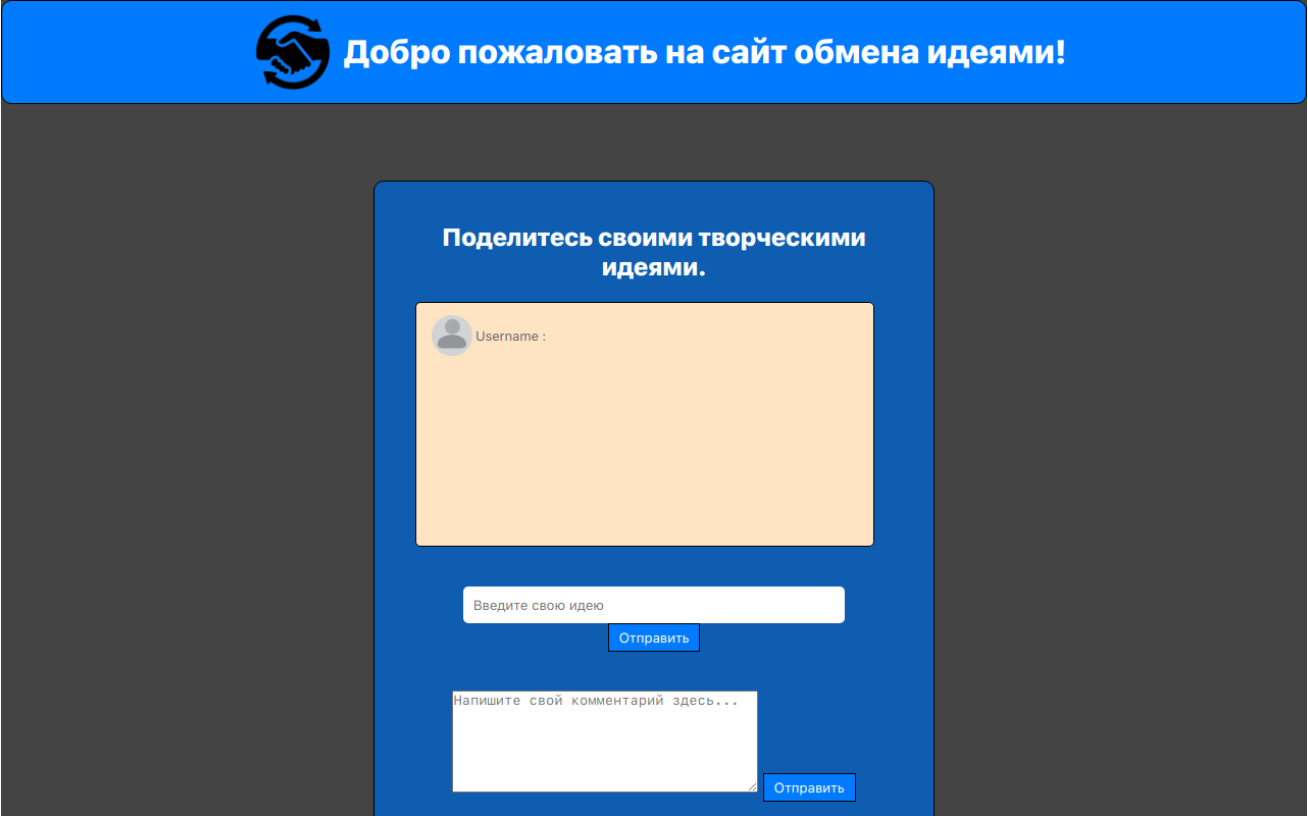 Добро пожаловать на сайт обмена идеями!
Поделитесь своими творческими
идеями.
Username :
Введите свою идею
Отправить
Напишите свой комментарий здесь...
Отправить